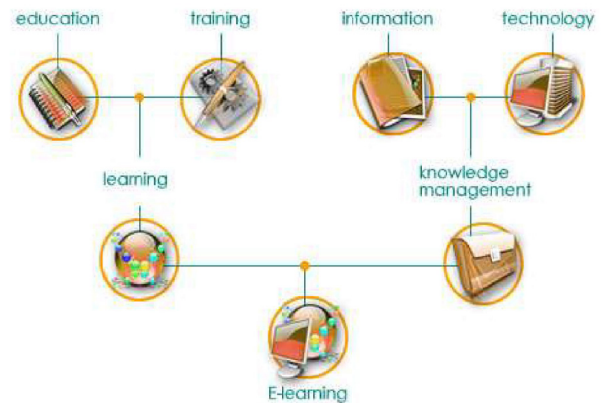 education
training
information
technology
learning
knowledge
management
E-learning